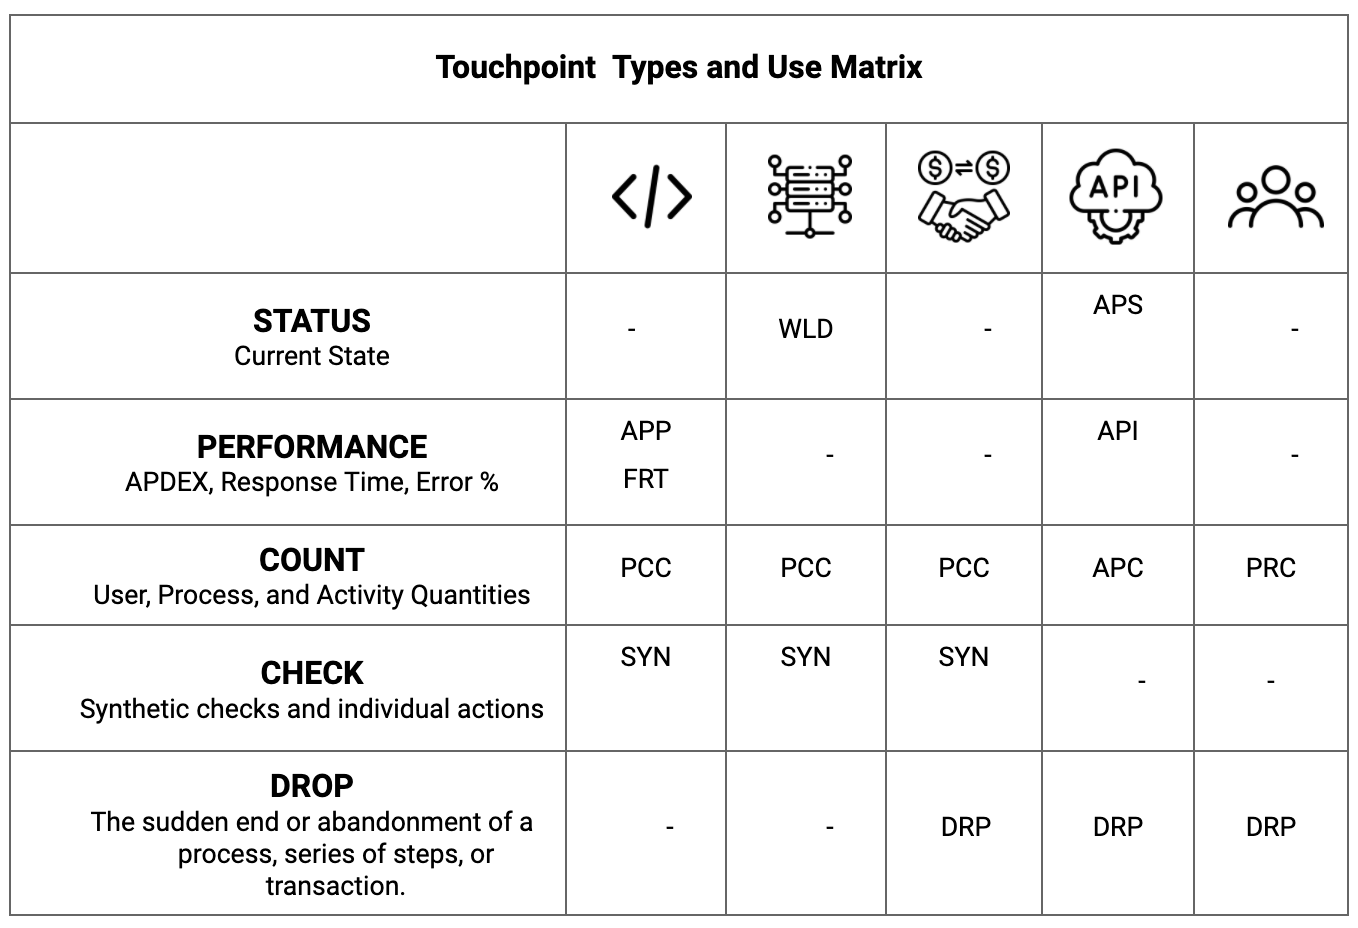 Touchpoint Types and Use Matrix
</>
$ $
API
STATUS
Current State
- WLD - APS -
PERFORMANCE
APDEX, Response Time, Error %
APP - - API -
FRT
COUNT
User, Process, and Activity Quantities
PCC PCC PCC APC PRC
CHECK
Synthetic checks and individual actions
SYN SYN SYN - -
DROP
The sudden end or abandonment of a
process, series of steps, or
transaction.
- - DRP DRP DRP